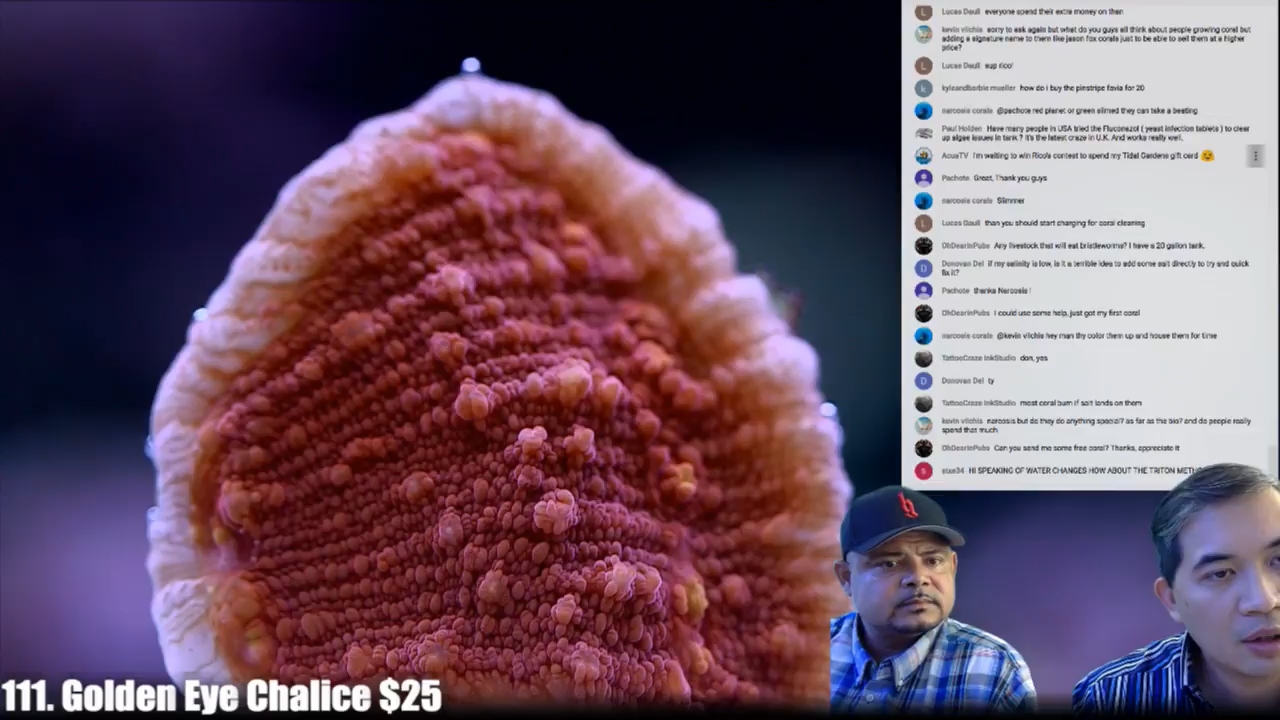 Lucas Daull everyone spend their extra money on than
kevin vilchis sorry to ask again but what do you guys all think about people growing coral but
adding a signature name to them like jason fox corals just to be able to sell them at a higher
price?
Lucas Daull sup rico!
kyleandbarbie mueller how do i buy the pinstripe favia for 20
narcosis corals @pachote red planet or green slimed they can take a beating
Paul Holden Have many people in USA tried the Fluconazol ( yeast infection tablets ) to clear
up algae issues in tank ? It's the latest craze in U.K. And works really well.
AcuaTV I'm waiting to win Rico's contest to spend my Tidal Gardens gift card
Pachote Great, Thank you guys
narcosis corals Slimmer
Lucas Daull than you should start charging for coral cleaning
OhDearInPubs Any livestock that will eat bristleworms? I have a 20 gallon tank.
Donovan Del if my salinity is low, is it a terrible idea to add some salt directly to try and quick
fix it?
Pachote thanks Narcosis !
OhDearInPubs I could use some help, just got my first coral
narcosis corals @kevin vilchis hey man thy color them up and house them for time
TattooCraze InkStudio don, yes
Donovan Del ty
TattooCraze InkStudio most coral burn if salt lands on them
kevin vilchis narcosis but do they do anything special? as far as the bio? and do people really
spend that much
OhDearInPubs Can you send me some free coral? Thanks, appreciate it
HI SPEAKING OF WATER CHANGES HOW ABOUT THE TRITON
111. Golden Eye Chalice $25